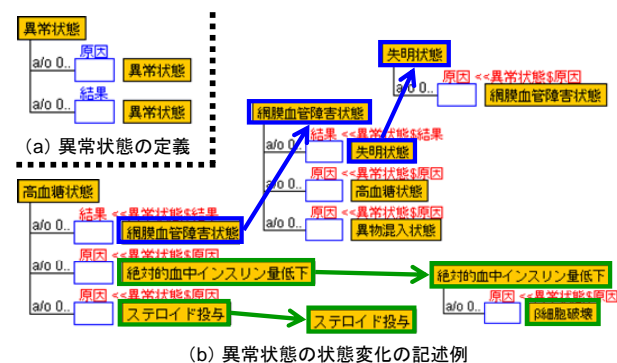 異常状態
原因
a/o 0..
異常状態
結果
a/o 0..
異常状態
(a) 異常状態の定義
失明状態
原因 <<異常状態$原因
a/o 0..
網膜血管障害状態
網膜血管障害状態
結果 <<異常状態$結果
a/o 0..
失明状態
原因 <<異常状態$原因
a/o 0..
高血糖状態
原因 <<異常状態$原因
a/o 0..
異物混入状態
高血糖状態
結果 <<異常状態$結果
a/o 0..
網膜血管障害状態
原因 <<異常状態$原因
a/o 0..
絶対的血中インスリン量低下
原因 <<異常状態$原因
a/o 0..
ステロイド投与
ステロイド投与
絶対的血中インスリン量低下
原因 <<異常状態$原因
a/o 0..
β細胞破壊
(b) 異常状態の状態変化の記述例